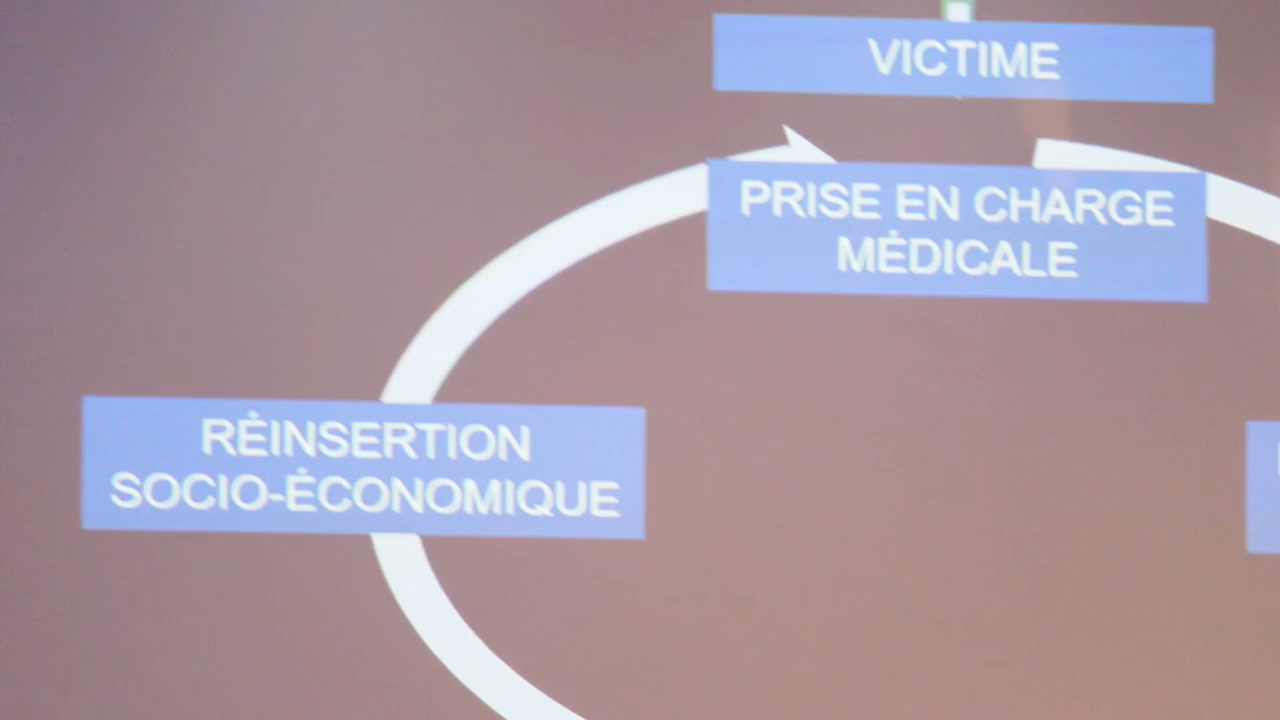 VICTIME
PRISE EN CHARGE
MÉDICALE
RÉINSERTION
SOCIO-ÉCONOMIQUE